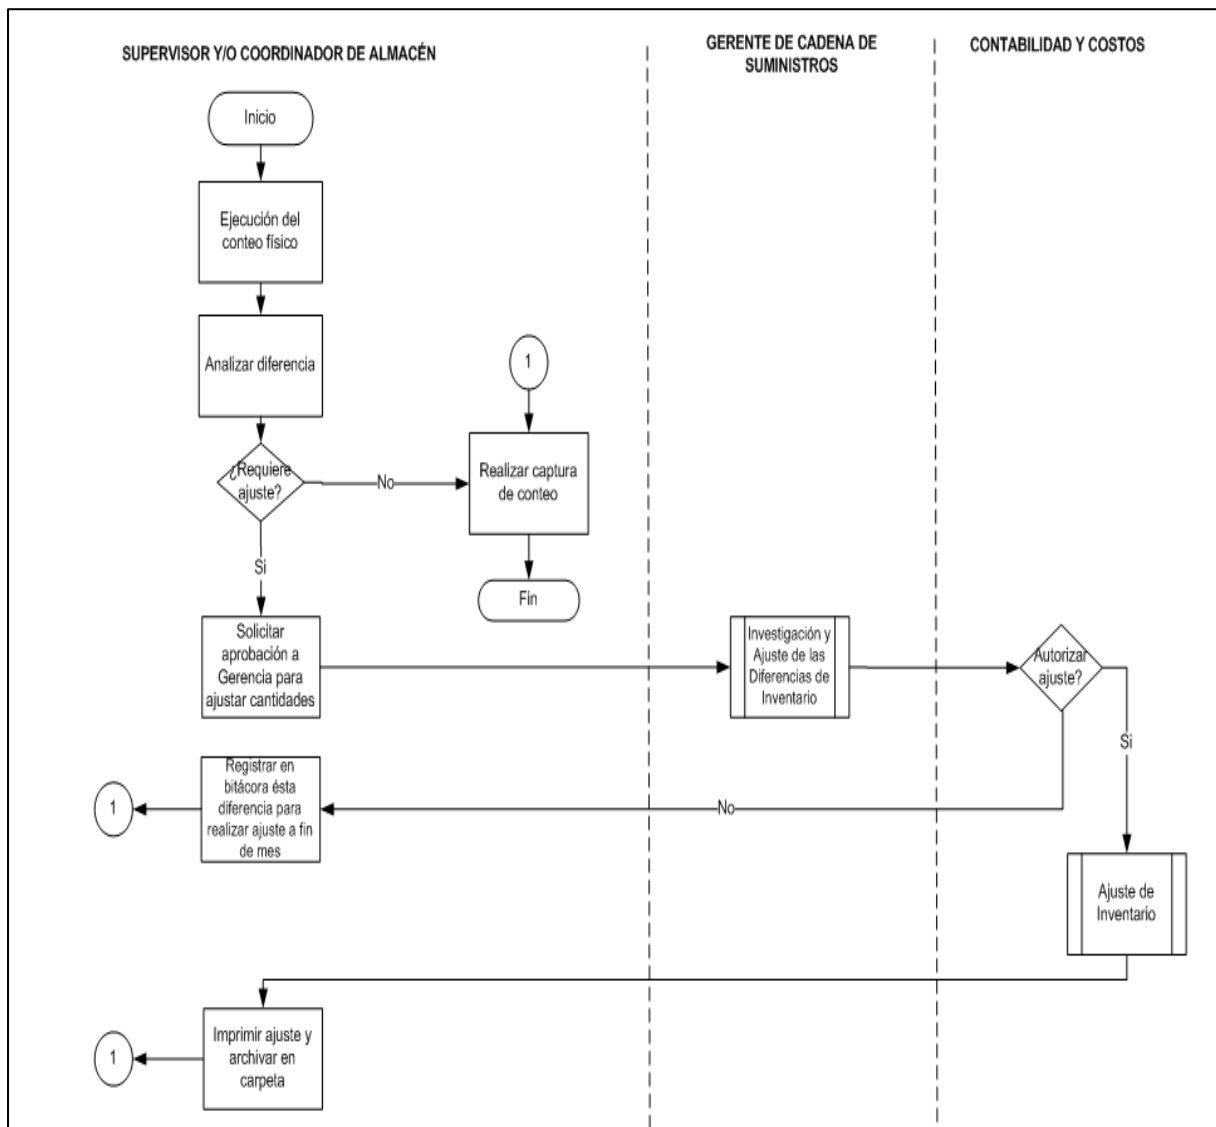 SUPERVISOR Y/O COORDINADOR DE ALMACÉN
GERENTE DE CADENA DE
SUMINISTROS
CONTABILIDAD Y COSTOS
Inicio
Ejecución del
conteo físico
Analizar diferencia
1
¿Requiere
ajuste?
No
Realizar captura
de conteo
Si
Fin
Solicitar
aprobación a
Gerencia para
ajustar cantidades
Investigación y
Ajuste de las
Diferencias de
Inventario
Autorizar
ajuste?
Si
Registrar en
bitácora ésta
diferencia para
realizar ajuste a fin
de mes
1
No
Ajuste de
Inventario
Imprimir ajuste y
archivar en
carpeta
1